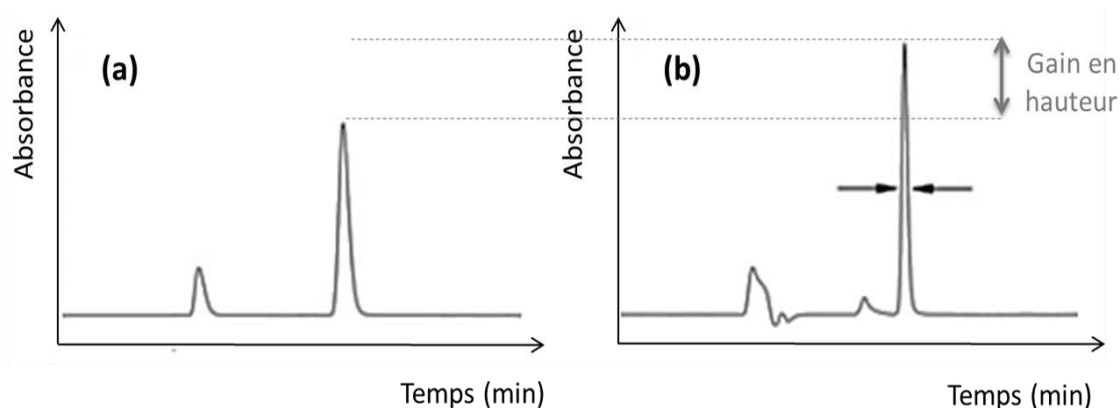 Absorbance
(a)
Temps (min)
Absorbance
(b)
Gain en
hauteur
Temps (min)